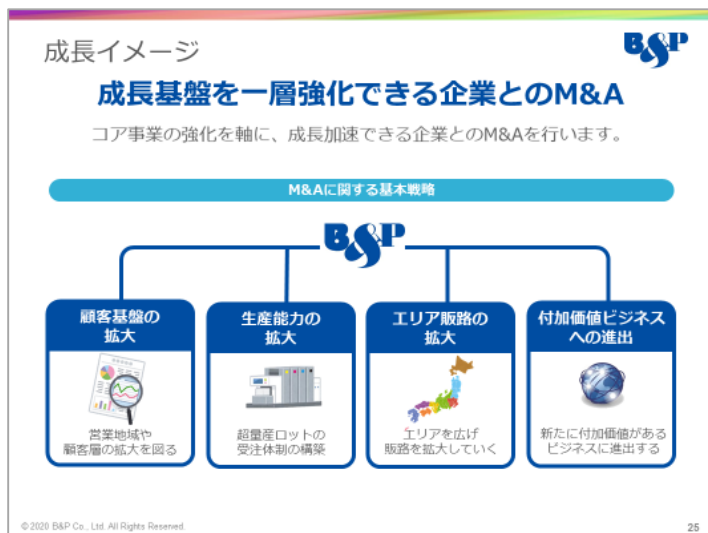 成長イメージ
B&P
成長基盤を一層強化できる企業とのM&A
コア事業の強化を軸に、成長加速できる企業とのM&Aを行います。
M&Aに関する基本戦略
B&P
顧客基盤の
拡大
営業地域や
顧客層の拡大を図る
生産能力の
拡大
超量産ロットの
受注体制の構築
エリア販路の
拡大
エリアを広げ
販路を拡大していく
付加価値ビジネス
への進出
新たに付加価値がある
ビジネスに進出する
© 2020 B&P Co., Ltd. All Rights Reserved.
25